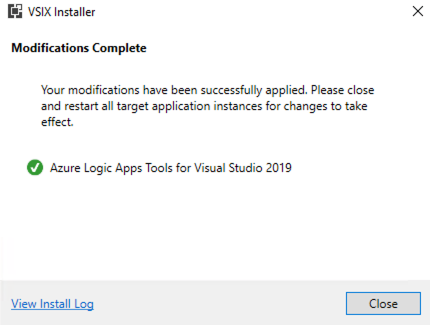 VSIX Installer
Modifications Complete
Your modifications have been successfully applied. Please close
and restart all target application instances for changes to take
effect.
Azure Logic Apps Tools for Visual Studio 2019
View Install Log
Close